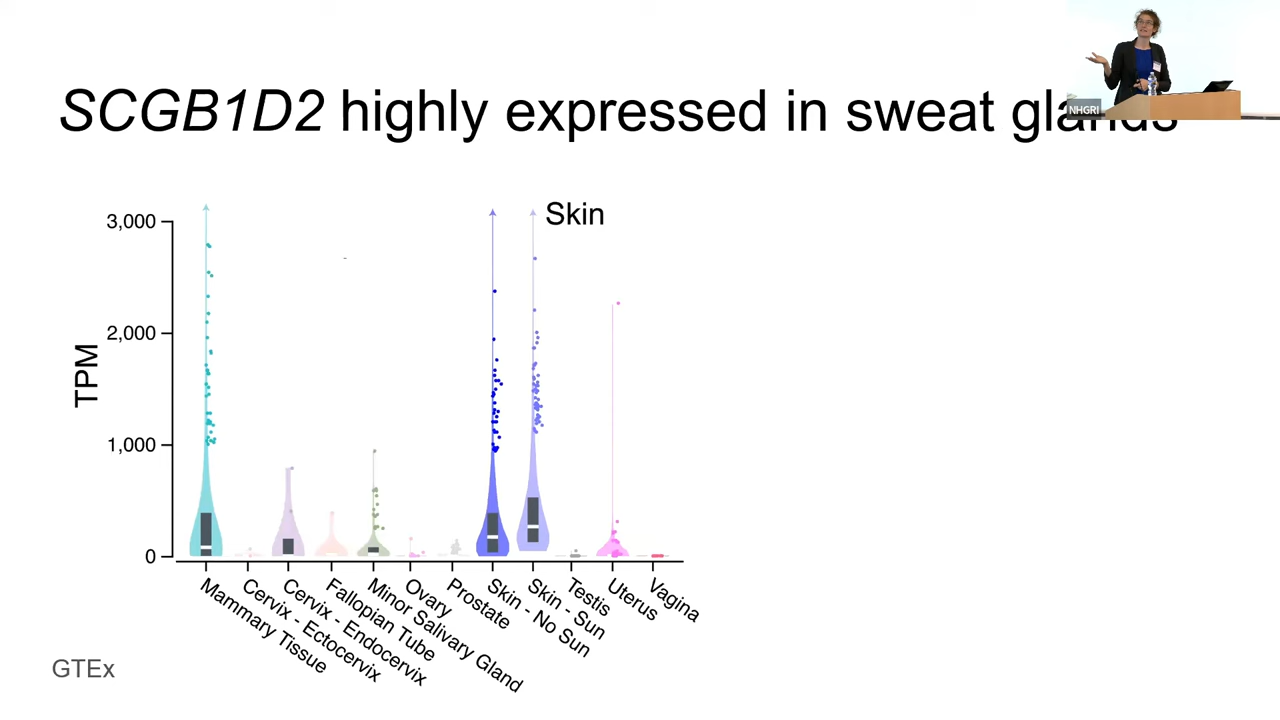 SCGB1D2 highly expressed in sweat glands
NHGRI
Skin
3,000
2,000
1,000
0
TPM
Mammary Tissue
Cervix - Ectocervix
Cervix - Endocervix
Fallopian Tube
Minor Salivary Gland
Ovary
Prostate
Skin - No Sun
Skin - Sun
Testis
Uterus
Vagina
GTEx